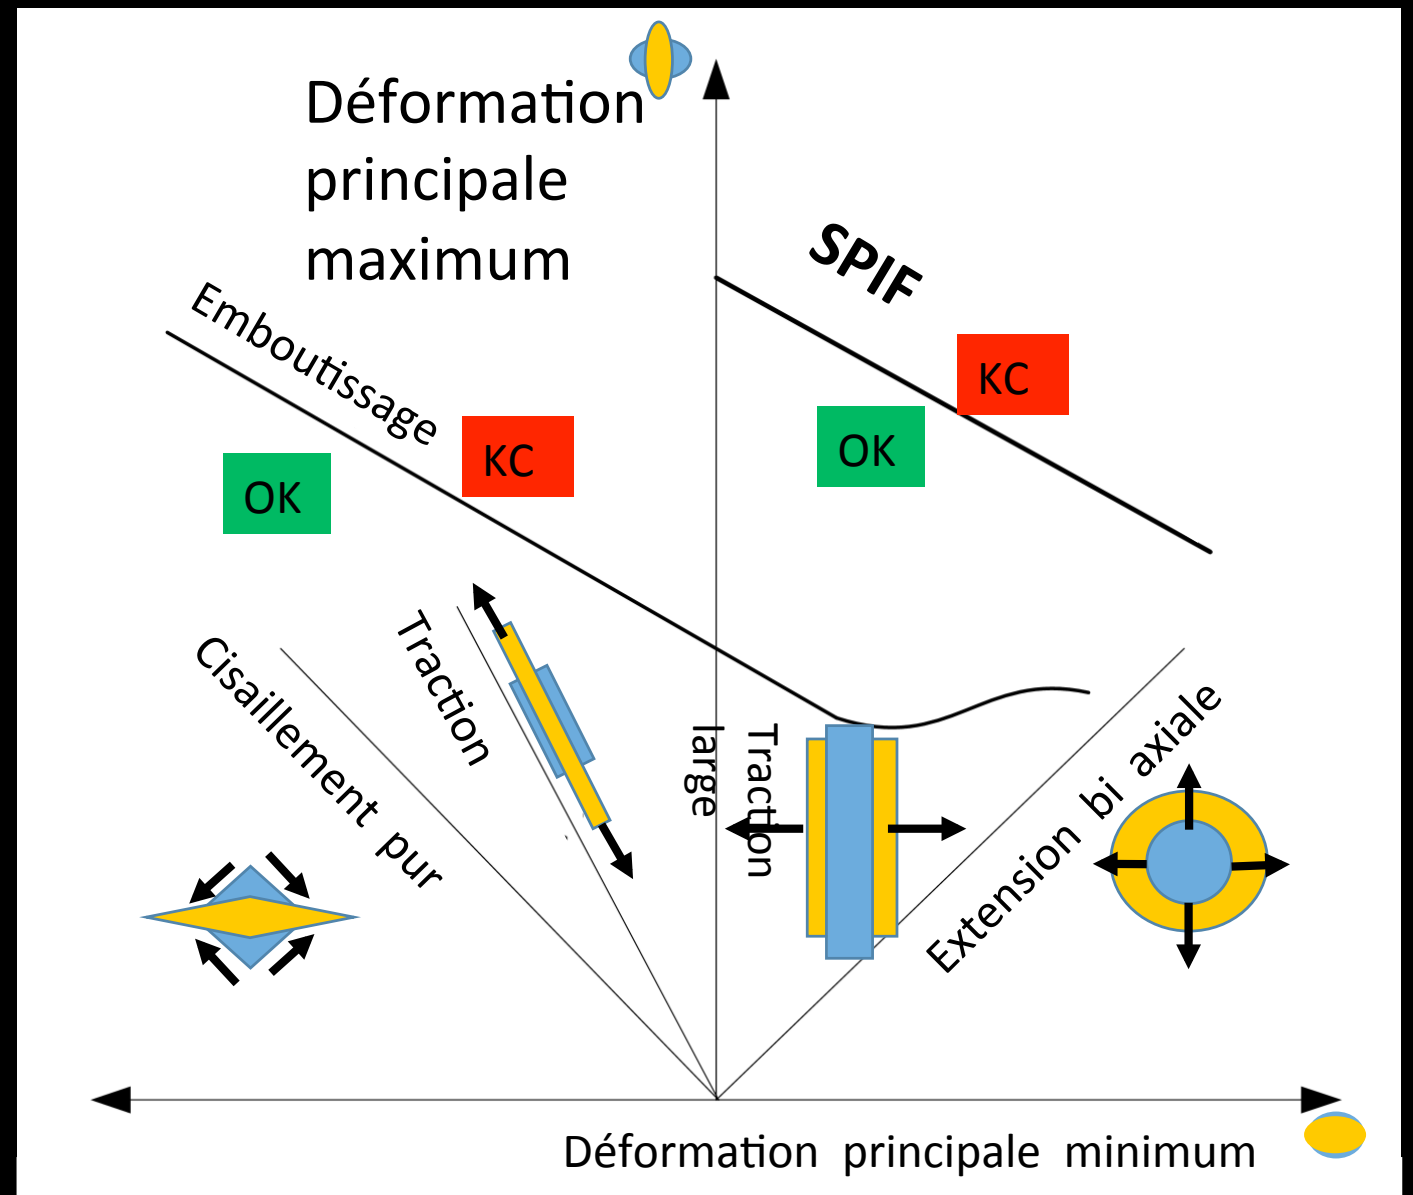 Déformation
principale
maximum
SPIF
Emboutissage
KC
OK
KC
OK
Traction
Cisaillement pur
Traction
large
Extension bi axiale
Déformation principale minimum